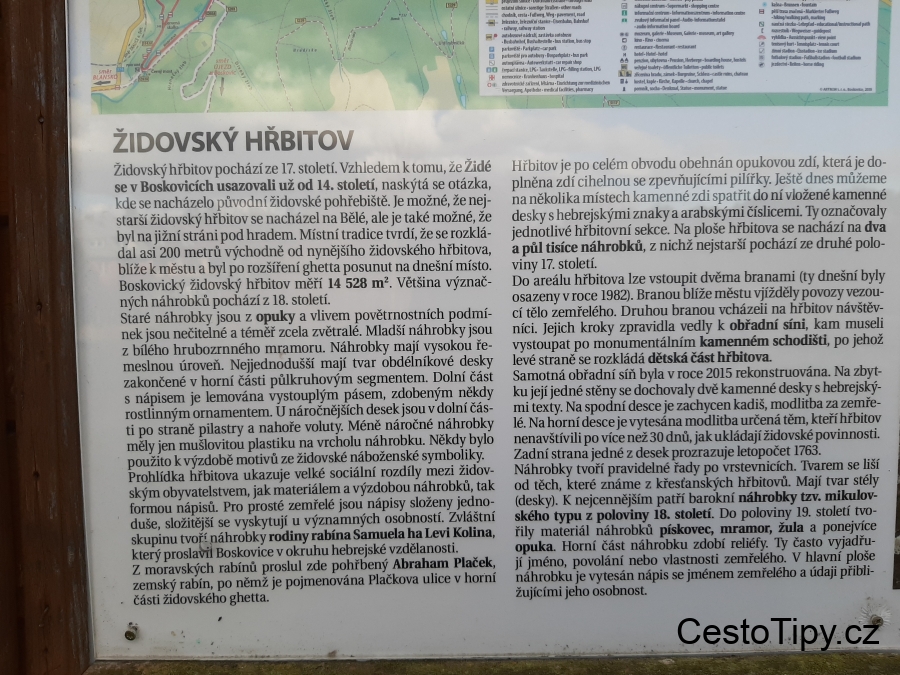 ŽIDOVSKÝ HŘBITOV
Židovský hřbitov pochází ze 17. století. Vzhledem k tomu, že Židé
se v Boskovicích usazovali už od 14. století, naskýtá se otázka,
kde se nacházelo původní židovské pohřebiště. Je možné, že nej-
starší židovský hřbitov se nacházel na Bělé, ale je také možné, že
byl na jižní stráni pod hradem. Místní tradice tvrdí, že se rozklá-
dal asi 200 metrů východně od nynějšího židovského hřbitova,
blíže k městu a byl po rozšíření ghetta posunut na dnešní místo.
Boskovický židovský hřbitov měří 14 528 m². Většina význač-
ných náhrobků pochází z 18. století.
Staré náhrobky jsou z opuky a vlivem povětrnostních podmí-
nek jsou nečitelné a téměř zcela zvětralé. Mladší náhrobky jsou
z bílého hrubozrnného mramoru. Náhrobky mají vysokou ře-
meslnou úroveň. Nejjednodušší mají tvar obdélníkové desky
zakončené v horní části půlkruhovým segmentem. Dolní část
s nápisem je lemována vystouplým pásem, zdobeným někdy
rostlinným ornamentem. U náročnějších desek jsou v dolní čás-
ti po straně pilastry a nahoře voluty. Méně náročné náhrobky
měly jen mušlovitou plastiku na vrcholu náhrobku. Někdy bylo
použito k výzdobě motivů ze židovské náboženské symboliky.
Prohlídka hřbitova ukazuje velké sociální rozdíly mezi židov-
ským obyvatelstvem, jak materiálem a výzdobou náhrobků, tak
formou nápisů. Pro prosté zemřelé jsou nápisy složeny jedno-
duše, složitější se vyskytují u významných osobností. Zvláštní
skupinu tvoří náhrobky rodiny rabína Samuela ha Levi Kolina,
který proslavil Boskovice v okruhu hebrejské vzdělanosti.
Z moravských rabínů proslul zde pohřbený Abraham Plaček,
zemský rabín, po němž je pojmenována Plačkova ulice v horní
části židovského ghetta.
Hřbitov je po celém obvodu obehnán opukovou zdí, která je do-
plněna zdí cihelnou se zpevňujícími pilířky. Ještě dnes můžeme
na několika místech kamenné zdi spatřit do ní vložené kamenné
desky s hebrejskými znaky a arabskými číslicemi. Ty označovaly
jednotlivé hřbitovní sekce. Na ploše hřbitova se nachází na dva
a půl tisíce náhrobků, z nichž nejstarší pochází ze druhé polo-
viny 17. století.
Do areálu hřbitova lze vstoupit dvěma branami (ty dnešní byly
osazeny v roce 1982). Branou blíže městu vjížděly povozy vezou-
cí tělo zemřelého. Druhou branou vcházeli na hřbitov návštěv-
níci. Jejich kroky zpravidla vedly k obřadní síni, kam museli
vystoupat po monumentálním kamenném schodišti, po jehož
levé straně se rozkládá dětská část hřbitova.
Samotná obřadní síň byla v roce 2015 rekonstruována. Na zbyt-
ku její jedné stěny se dochovaly dvě kamenné desky s hebrejský-
mi texty. Na spodní desce je zachycen kadiš, modlitba za zemře-
lé. Na horní desce je vytesána modlitba určená těm, kteří hřbitov
nenavštívili po více než 30 dnů, jak ukládají židovské povinnosti.
Zadní strana jedné z desek prozrazuje letopočet 1763.
Náhrobky tvoří pravidelné řady po vrstevnicích. Tvarem se liší
od těch, které známe z křesťanských hřbitovů. Mají tvar stély
(desky). K nejcennějším patří barokní náhrobky tzv. mikulov-
ského typu z poloviny 18. století. Do poloviny 19. století tvo-
řily materiál náhrobků pískovec, mramor, žula a ponejvíce
opuka. Horní část náhrobku zdobí reliéfy. Ty často vyjadřu-
jí jméno, povolání nebo vlastnosti zemřelého. V hlavní ploše
náhrobku je vytesán nápis se jménem zemřelého a údaji přibli-
žujícími jeho osobnost.
CestoTipy.cz